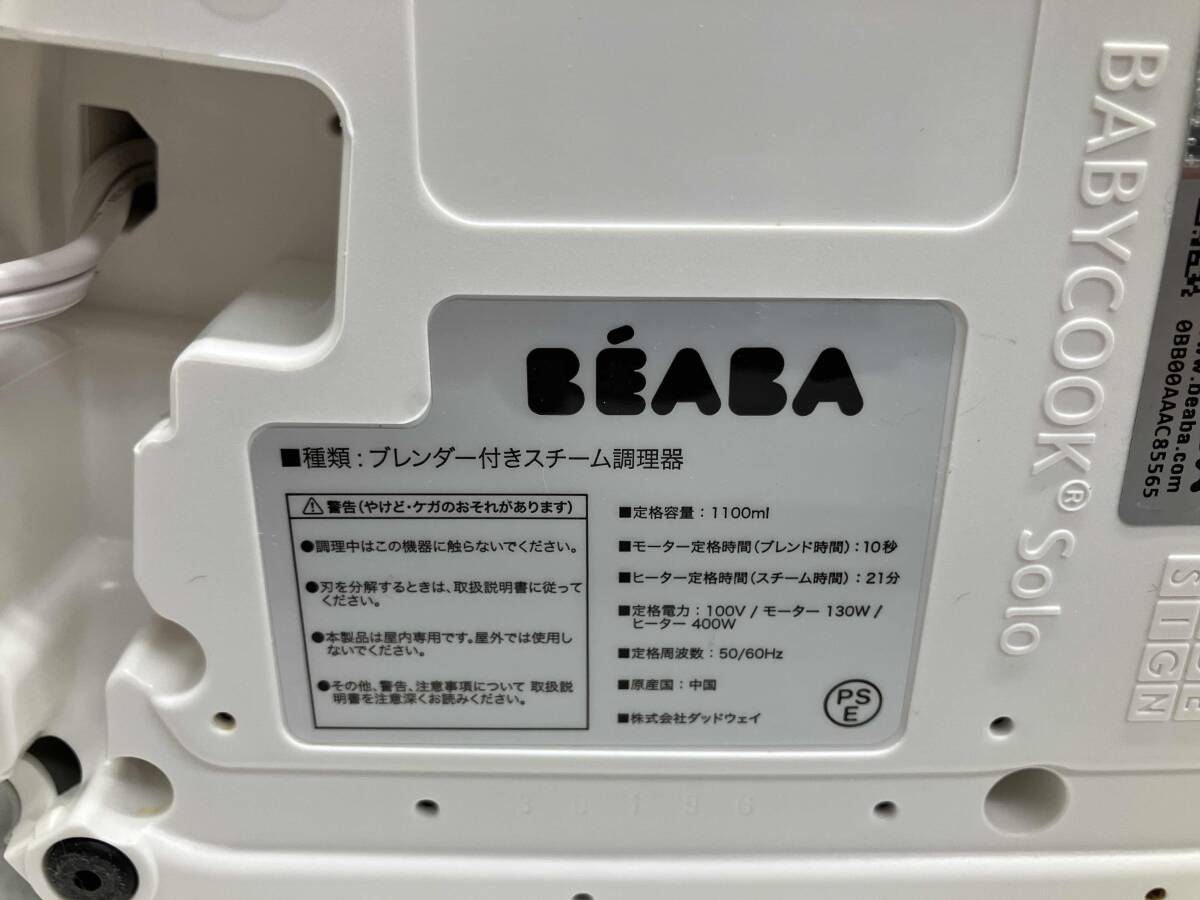 BÉABA
■種類:ブレンダー付きスチーム調理器
⚠警告(やけど・ケガのおそれがあります)
●調理中はこの機器に触らないでください。
●刃を分解するときは、取扱説明書に従って
ください。
●本製品は屋内専用です。屋外では使用し
ないでください。
●その他、警告、注意事項について 取扱説
明書を注意深くお読みください。
■定格容量:1100ml
■モーター定格時間(ブレンド時間):10秒
■ヒーター定格時間(スチーム時間):21分
■定格電力:100V / モーター 130W /
ヒーター 400W
■定格周波数:50/60Hz
■原産国:中国
■株式会社ダッドウェイ
PS
E
BABYCOOK® Solo
w.beaba.com
0BB00AAAC85565
SIGN